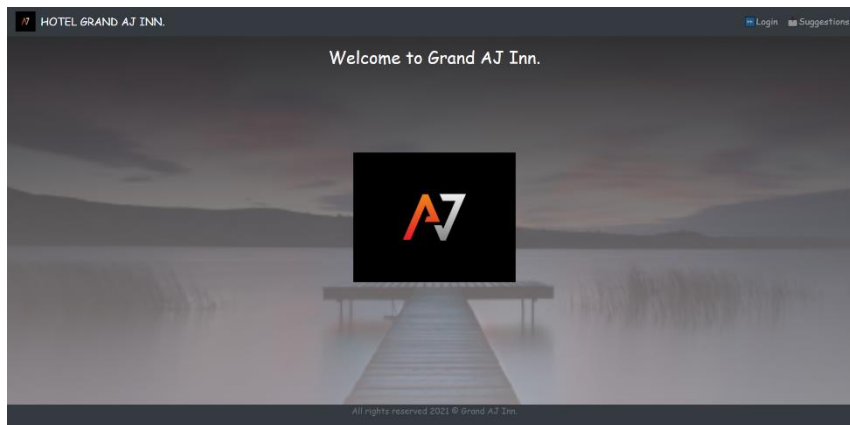 AJ HOTEL GRAND AJ INN.
Login Suggestions
Welcome to Grand AJ Inn.
AJ
All rights reserved 2021 © Grand AJ Inn.